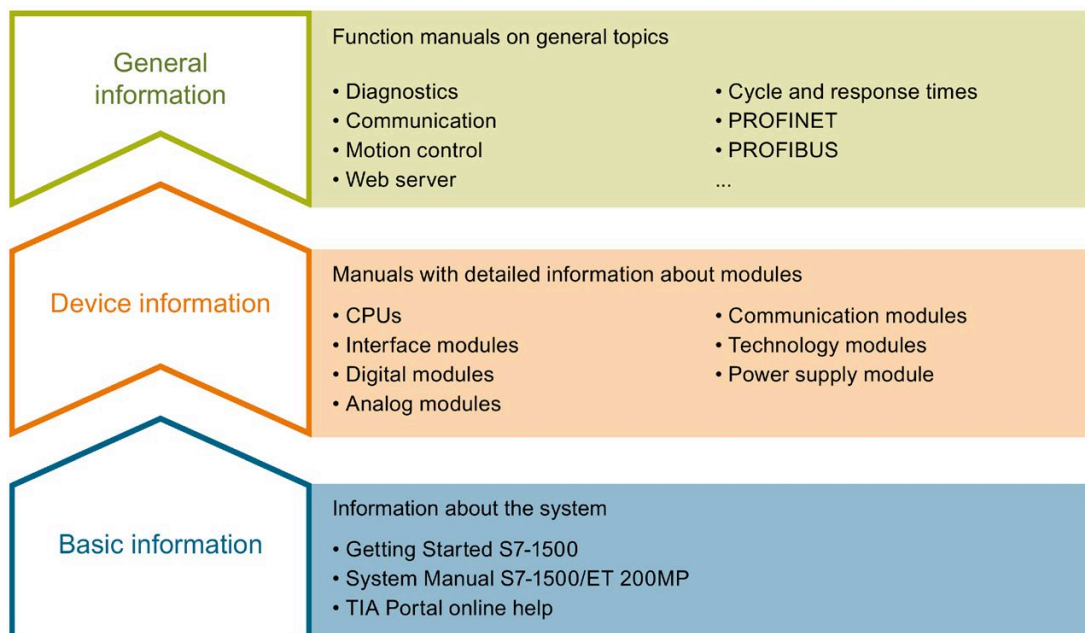 General
information
Function manuals on general topics
• Diagnostics
• Communication
• Motion control
• Web server
• Cycle and response times
• PROFINET
• PROFIBUS
...
Device information
Manuals with detailed information about modules
• CPUs
• Interface modules
• Digital modules
• Analog modules
• Communication modules
• Technology modules
• Power supply module
Basic information
Information about the system
• Getting Started S7-1500
• System Manual S7-1500/ET 200MP
• TIA Portal online help